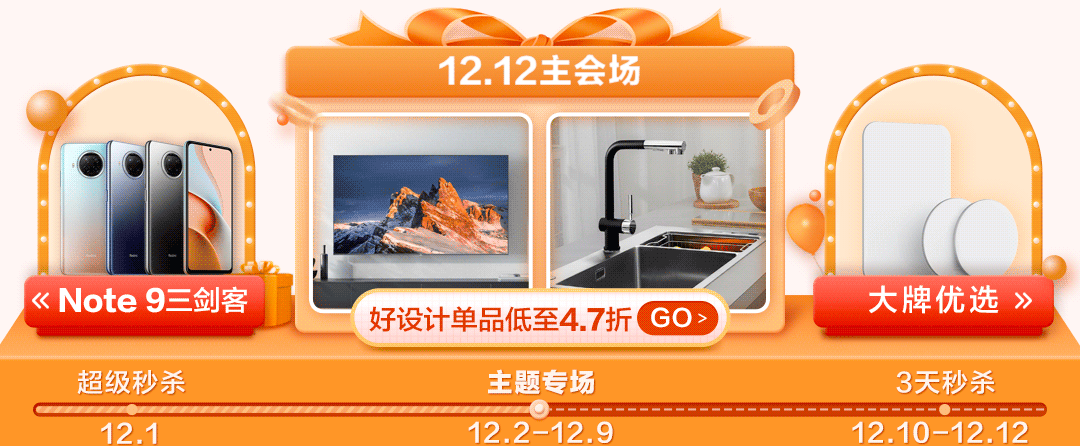 12.12主会场
« Note 9三剑客
好设计单品低至4.7折 GO >
大牌优选 »
超级秒杀
主题专场
3天秒杀
12.1
12.2-12.9
12.10-12.12